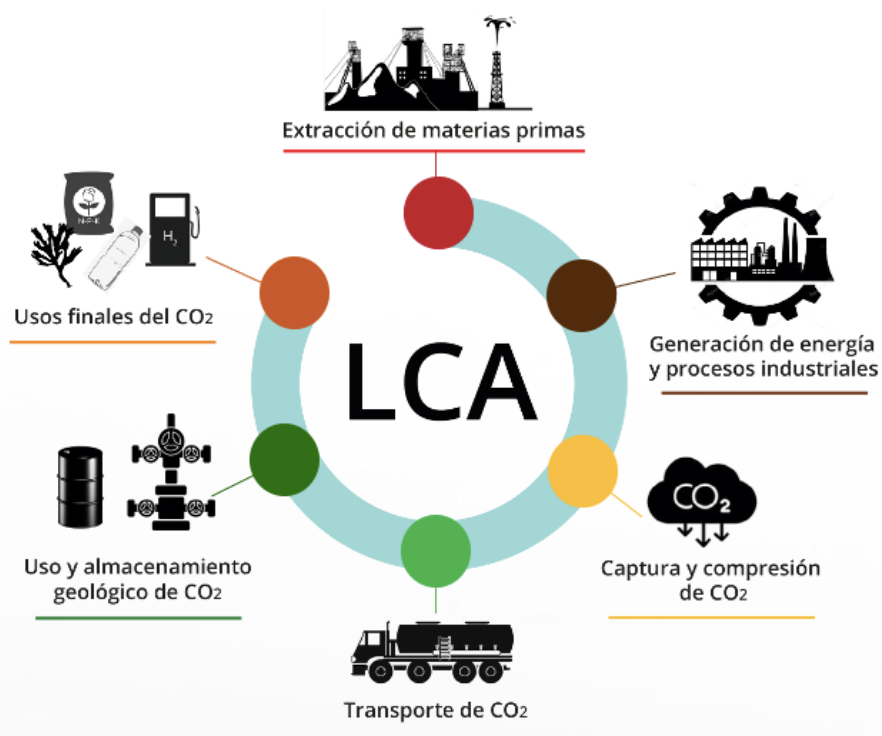 Extracción de materias primas
N-P-K
H2
Usos finales del CO2
LCA
Generación de energía
y procesos industriales
CO2
Uso y almacenamiento
geológico de CO2
Captura y compresión
de CO2
Transporte de CO2